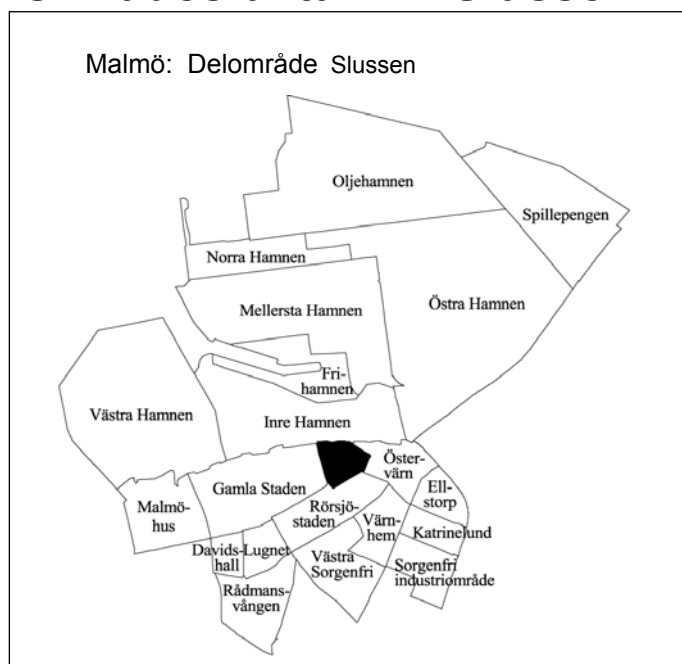 Malmö: Delområde Slussen
Oljehamnen
Spillepengen
Norra Hamnen
Östra Hamnen
Mellersta Hamnen
Fri-
hamnen
Västra Hamnen
Inre Hamnen
Öster-
värn
Gamla Staden
Ell-
storp
Malmö-
hus
Rörsjö-
staden
Värn-
hem
Katrinelund
Davids-
hall
Lugnet
Västra
Sorgenfri
Sorgenfri
industriområde
Rådmans-
vången